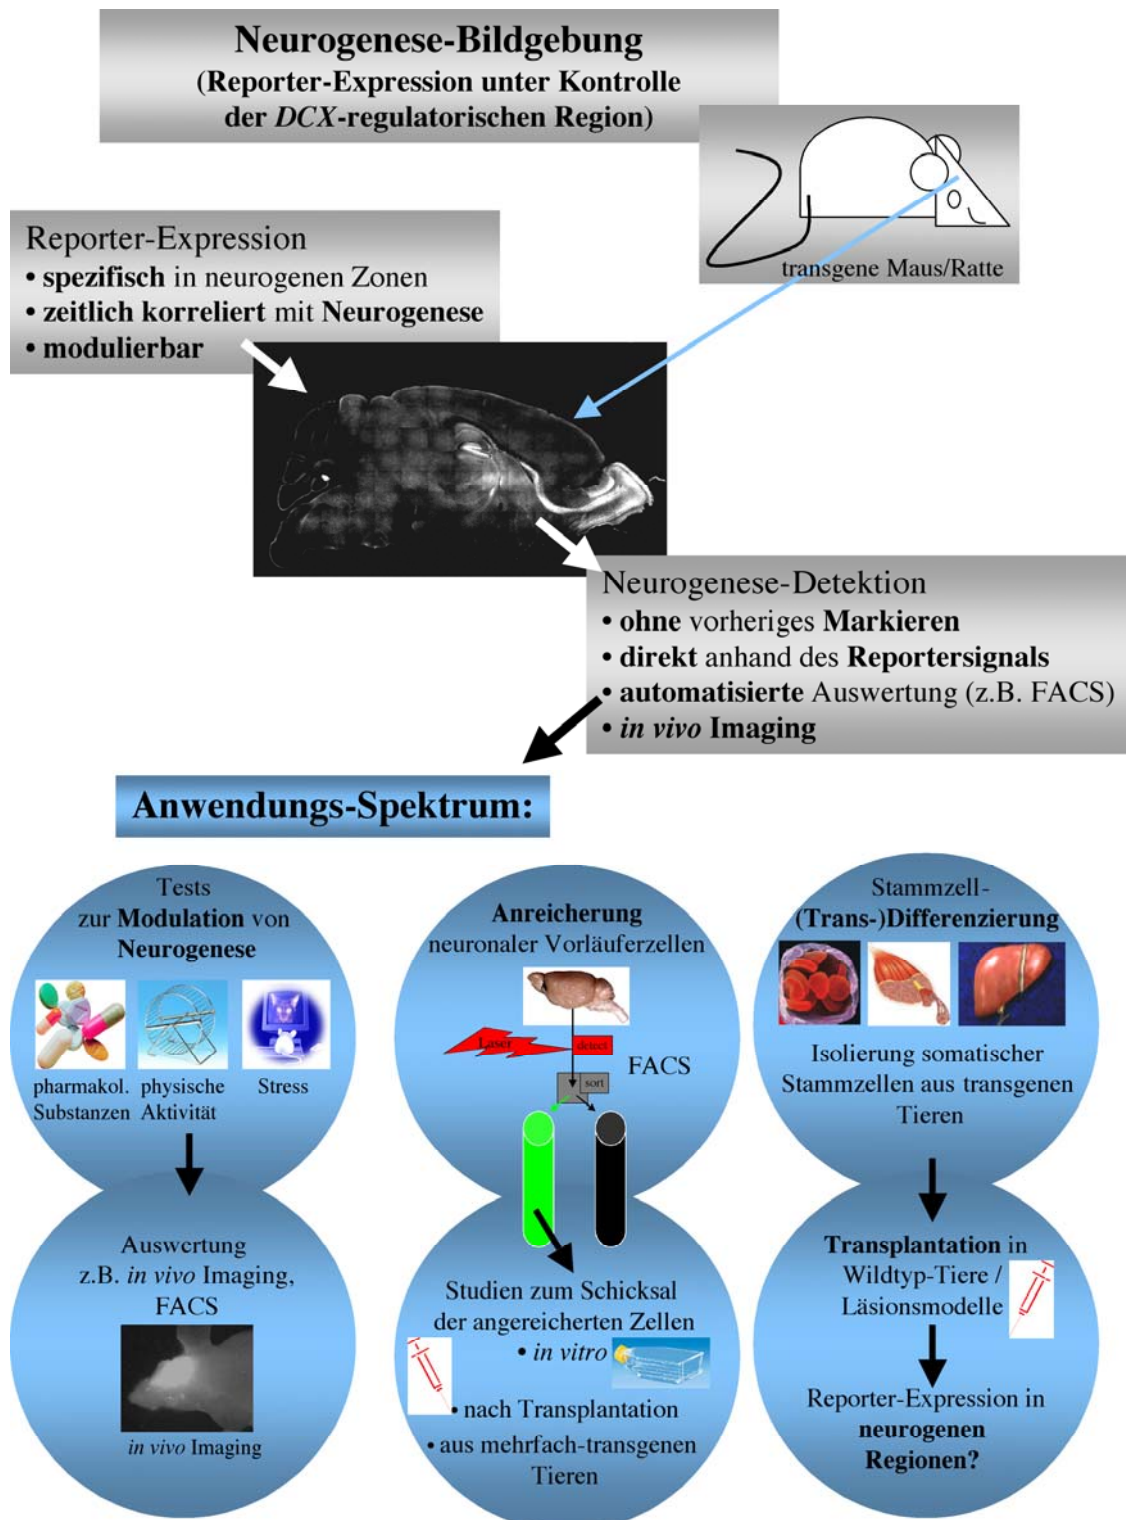 Neurogenese-Bildgebung
(Reporter-Expression unter Kontrolle
der DCX-regulatorischen Region)
transgene Maus/Ratte
Reporter-Expression
• spezifisch in neurogenen Zonen
• zeitlich korreliert mit Neurogenese
• modulierbar
Neurogenese-Detektion
• ohne vorheriges Markieren
• direkt anhand des Reportersignals
• automatisierte Auswertung (z.B. FACS)
• in vivo Imaging
Anwendungs-Spektrum:
Tests
zur Modulation von
Neurogenese
pharmakol.
Substanzen
physische
Aktivität
Stress
Auswertung
z.B. in vivo Imaging,
FACS
in vivo Imaging
Anreicherung
neuronaler Vorläuferzellen
Laser
detect
FACS
sort
Studien zum Schicksal
der angereicherten Zellen
• in vitro
• nach Transplantation
• aus mehrfach-transgenen
Tieren
Stammzell-
(Trans-)Differenzierung
Isolierung somatischer
Stammzellen aus transgenen
Tieren
Transplantation in
Wildtyp-Tiere /
Läsionsmodelle
Reporter-Expression in
neurogenen
Regionen?